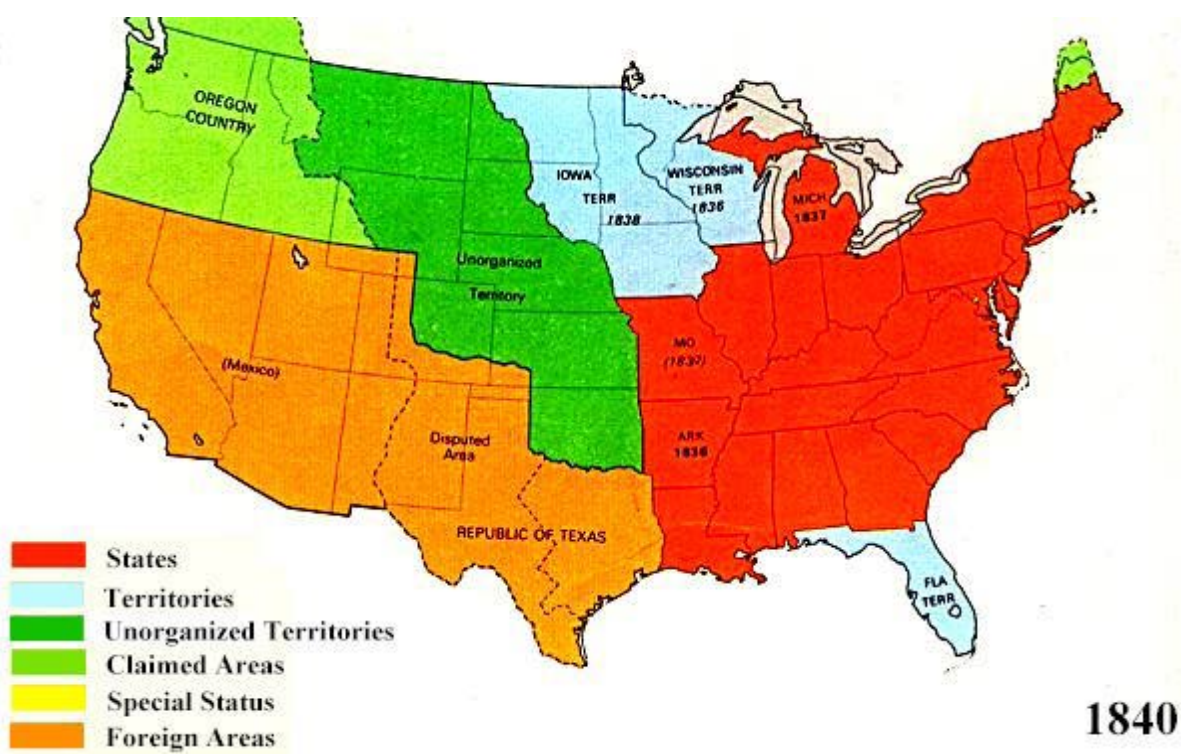 OREGON
COUNTRY
IOWA
TERR
1838
WISCONSIN
TERR
1836
MICH
1837
Unorganized
Territory
MO
(1837)
(Mexico)
ARK
1836
Disputed
Area
REPUBLIC OF TEXAS
FLA
TERR
States
Territories
Unorganized Territories
Claimed Areas
Special Status
Foreign Areas
1840